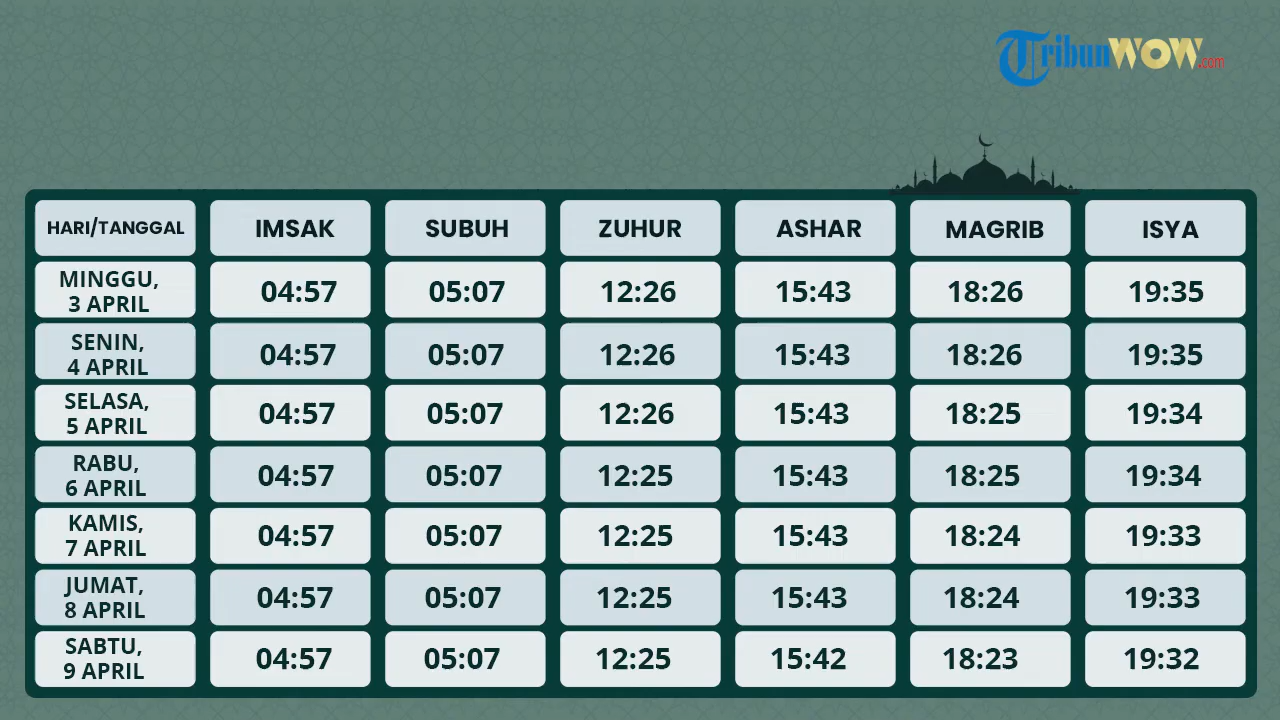 TribunWOW.com
HARI/TANGGAL IMSAK SUBUH ZUHUR ASHAR MAGRIB ISYA
MINGGU,
3 APRIL 04:57 05:07 12:26 15:43 18:26 19:35
SENIN,
4 APRIL 04:57 05:07 12:26 15:43 18:26 19:35
SELASA,
5 APRIL 04:57 05:07 12:26 15:43 18:25 19:34
RABU,
6 APRIL 04:57 05:07 12:25 15:43 18:25 19:34
KAMIS,
7 APRIL 04:57 05:07 12:25 15:43 18:24 19:33
JUMAT,
8 APRIL 04:57 05:07 12:25 15:43 18:24 19:33
SABTU,
9 APRIL 04:57 05:07 12:25 15:42 18:23 19:32